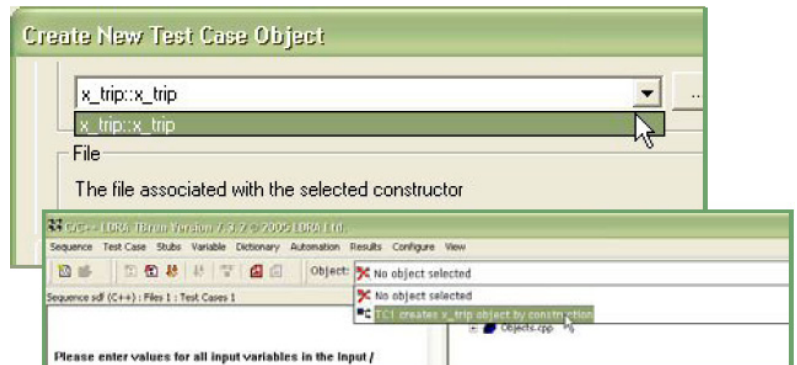 Create New Test Case Object
x_trip::x_trip
...
x_trip::x_trip
File
The file associated with the selected constructor
C/C++ LDRA TBrun Version 7.3.2 © 2005 LDRA Ltd.
Sequence Test Case Stubs Variable Dictionary Automation Results Configure View
Object: No object selected
Sequence sdf (C++) : Files 1 : Test Cases 1
No object selected
TC1 creates x_trip object by construction
Objects.cpp
Please enter values for all input variables in the Input /